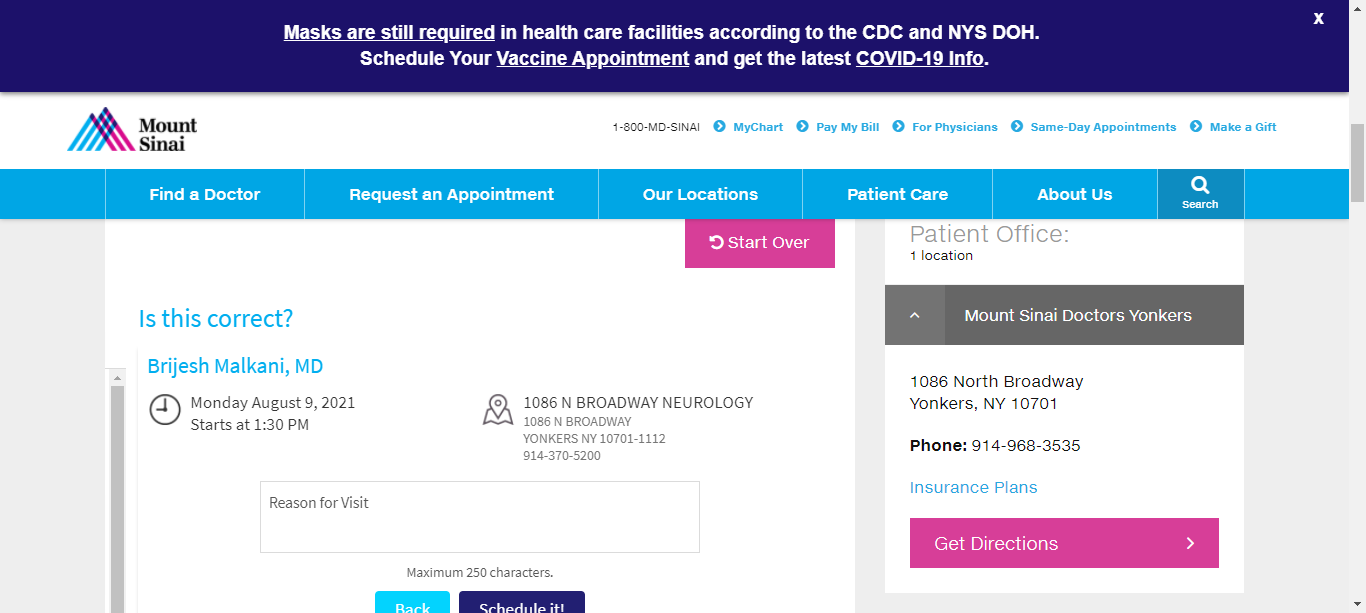 Masks are still required in health care facilities according to the CDC and NYS DOH.
Schedule Your Vaccine Appointment and get the latest COVID-19 Info.
X
Mount
Sinai
1-800-MD-SINAI MyChart Pay My Bill For Physicians Same-Day Appointments Make a Gift
Find a Doctor Request an Appointment Our Locations Patient Care About Us Search
Start Over
Is this correct?
Brijesh Malkani, MD
Monday August 9, 2021
Starts at 1:30 PM
1086 N BROADWAY NEUROLOGY
1086 N BROADWAY
YONKERS NY 10701-1112
914-370-5200
Reason for Visit
Maximum 250 characters.
Back Schedule it!
Patient Office:
1 location
Mount Sinai Doctors Yonkers
1086 North Broadway
Yonkers, NY 10701
Phone: 914-968-3535
Insurance Plans
Get Directions